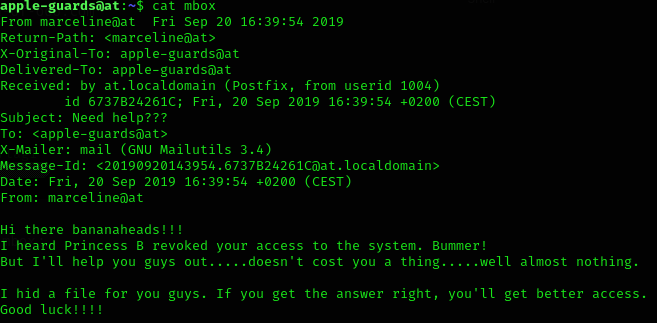 apple-guards@at:~$ cat mbox
From marceline@at  Fri Sep 20 16:39:54 2019
Return-Path: <marceline@at>
X-Original-To: apple-guards@at
Delivered-To: apple-guards@at
Received: by at.localdomain (Postfix, from userid 1004)
        id 6737B24261C; Fri, 20 Sep 2019 16:39:54 +0200 (CEST)
Subject: Need help???
To: <apple-guards@at>
X-Mailer: mail (GNU Mailutils 3.4)
Message-Id: <20190920143954.6737B24261C@at.localdomain>
Date: Fri, 20 Sep 2019 16:39:54 +0200 (CEST)
From: marceline@at

Hi there bananaheads!!!
I heard Princess B revoked your access to the system. Bummer!
But I'll help you guys out.....doesn't cost you a thing.....well almost nothing.

I hid a file for you guys. If you get the answer right, you'll get better access.
Good luck!!!!